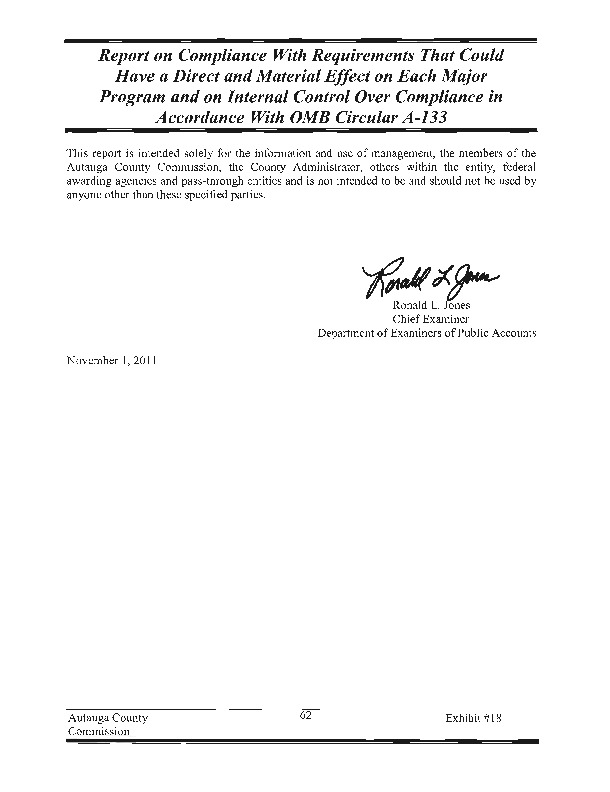 Report on Compliance With Requirements That Could
Have a Direct and Material Effect on Each Major
Program and on Internal Control Over Compliance in
Accordance With OMB Circular A-133
This report is intended solely for the information and use of management, the members of the
Autauga County Commission, the County Administrator, others within the entity, federal
awarding agencies and pass-through entities and is not intended to be and should not be used by
anyone other than these specified parties.
Ronald L Jones
Ronald L. Jones
Chief Examiner
Department of Examiners of Public Accounts
November 1, 2011
Autauga County
Commission
62
Exhibit #18